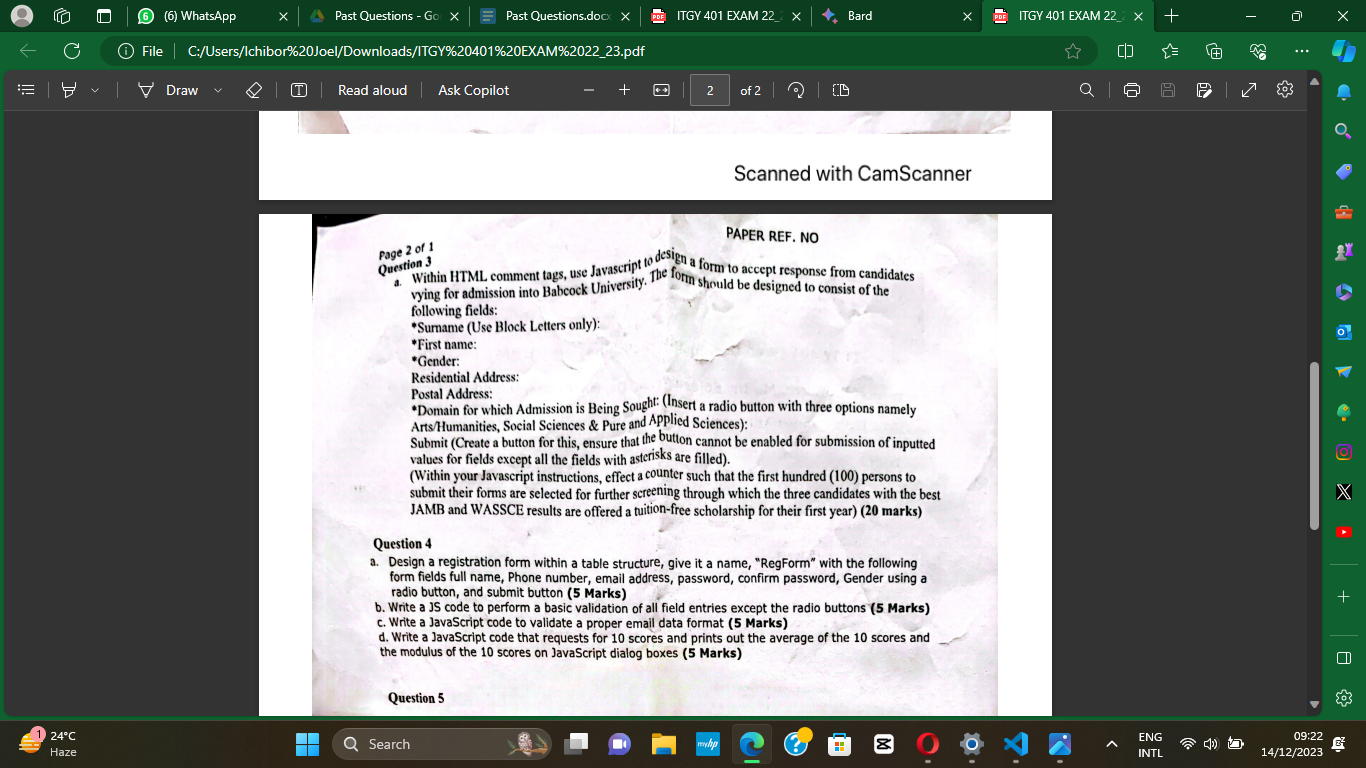 (6) WhatsApp
Past Questions - Go
Past Questions.docx
ITGY 401 EXAM 22_
Bard
ITGY 401 EXAM 22_
File
C:/Users/Ichibor%20Joel/Downloads/ITGY%20401%20EXAM%2022_23.pdf
Draw
Read aloud
Ask Copilot
2
of 2
Scanned with CamScanner
PAPER REF. NO
Page 2 of 1
Question 3
a. Within HTML comment tags, use Javascript to design a form to accept response from candidates
vying for admission into Babcock University. The form should be designed to consist of the
following fields:
*Surname (Use Block Letters only):
*First name:
*Gender:
Residential Address:
Postal Address:
*Domain for which Admission is Being Sought: (Insert a radio button with three options namely
Arts/Humanities, Social Sciences & Pure and Applied Sciences):
Submit (Create a button for this, ensure that the button cannot be enabled for submission of inputted
values for fields except all the fields with asterisks are filled).
(Within your Javascript instructions, effect a counter such that the first hundred (100) persons to
submit their forms are selected for further screening through which the three candidates with the best
JAMB and WASSCE results are offered a tuition-free scholarship for their first year) (20 marks)
Question 4
a. Design a registration form within a table structure, give it a name, "RegForm" with the following
form fields full name, Phone number, email address, password, confirm password, Gender using a
radio button, and submit button (5 Marks)
b. Write a JS code to perform a basic validation of all field entries except the radio buttons (5 Marks)
c. Write a JavaScript code to validate a proper email data format (5 Marks)
d. Write a JavaScript code that requests for 10 scores and prints out the average of the 10 scores and
the modulus of the 10 scores on JavaScript dialog boxes (5 Marks)
Question 5
1
24°C
Haze
Search
myhp
ENG
INTL
09:22
14/12/2023